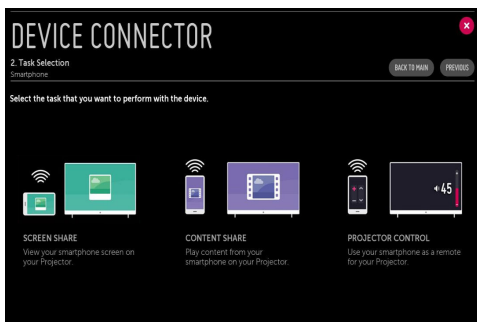 DEVICE CONNECTOR
2. Task Selection
Smartphone
BACK TO MAIN
PREVIOUS
Select the task that you want to perform with the device.
45
SCREEN SHARE
View your smartphone screen on
your Projector.
CONTENT SHARE
Play content from your
smartphone on your Projector.
PROJECTOR CONTROL
Use your smartphone as a remote
for your Projector.